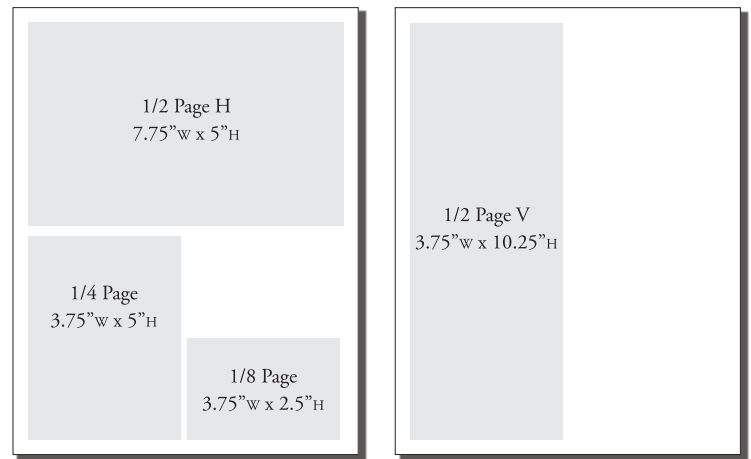 1/2 Page H
7.75”W x 5”H
1/4 Page
3.75”W x 5”H
1/8 Page
3.75”W x 2.5”H
1/2 Page V
3.75”W x 10.25”H